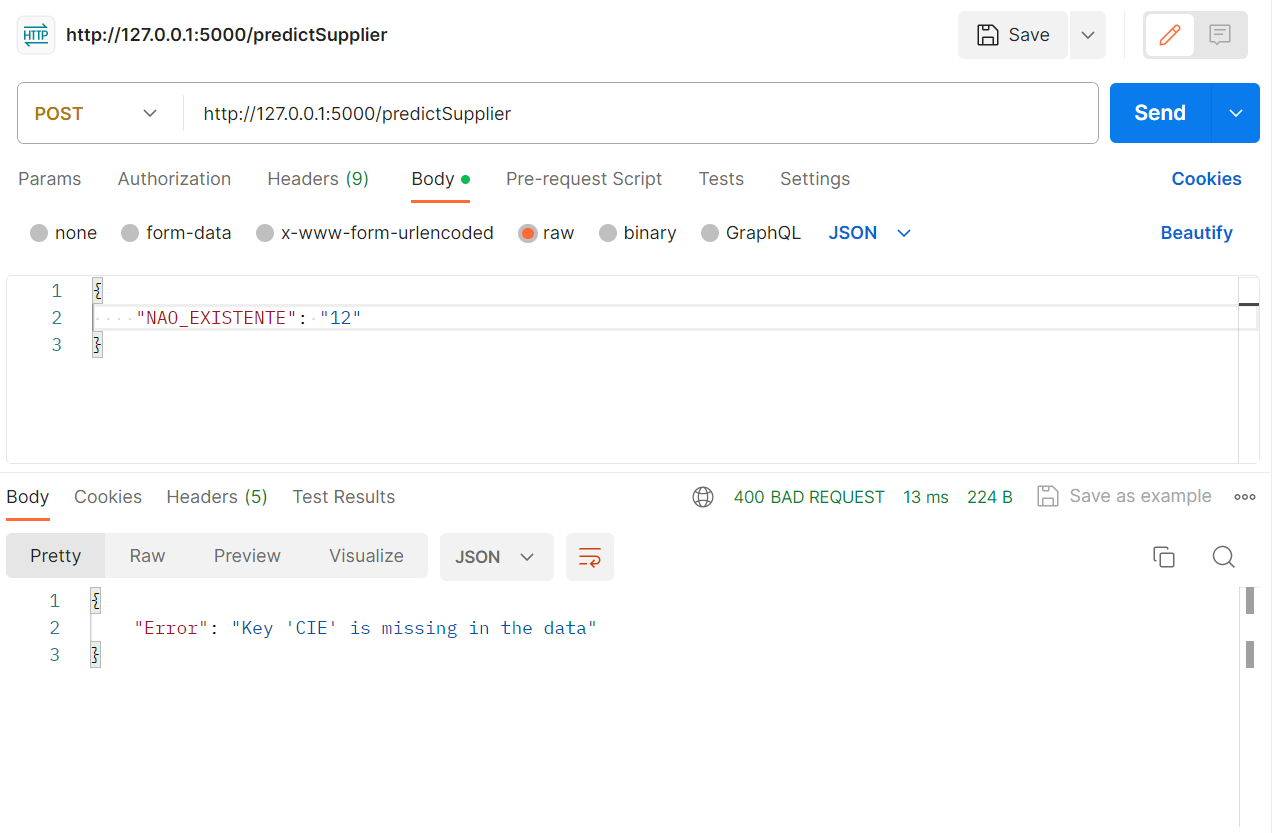 HTTP http://127.0.0.1:5000/predictSupplier Save
POST http://127.0.0.1:5000/predictSupplier Send
Params Authorization Headers (9) Body Pre-request Script Tests Settings Cookies
none form-data x-www-form-urlencoded raw binary GraphQL JSON Beautify
1 {
2 "NAO_EXISTENTE": "12"
3 }
Body Cookies Headers (5) Test Results 400 BAD REQUEST 13 ms 224 B Save as example
Pretty Raw Preview Visualize JSON
1 {
2 "Error": "Key 'CIE' is missing in the data"
3 }